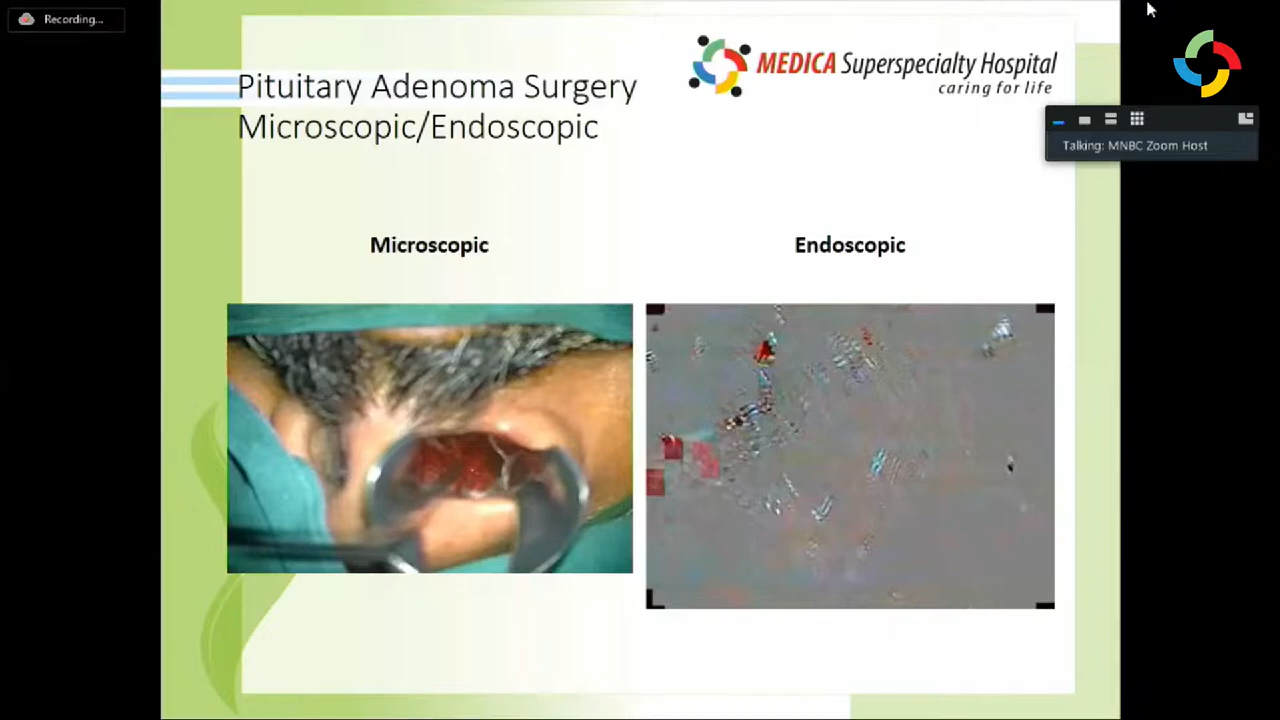 Recording...
Pituitary Adenoma Surgery
Microscopic/Endoscopic
MEDICA Superspecialty Hospital
caring for life
Talking: MNBC Zoom Host
Microscopic
Endoscopic